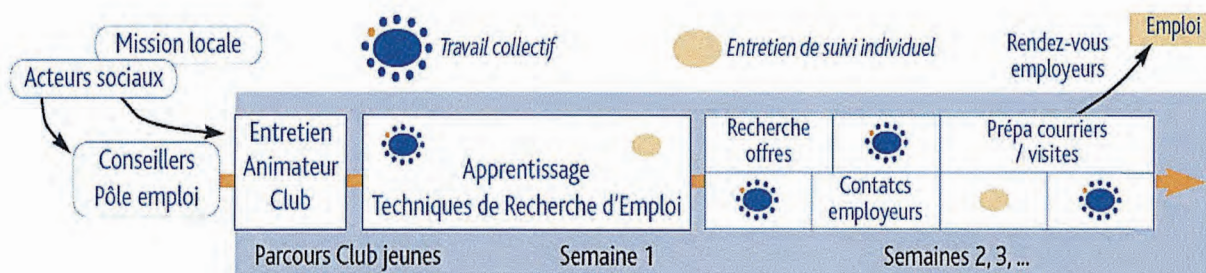 Mission locale
Acteurs sociaux
Conseillers
Pôle emploi
Travail collectif
Entretien de suivi individuel
Rendez-vous
employeurs
Emploi
Entretien
Animateur
Club
Apprentissage
Techniques de Recherche d'Emploi
Recherche
offres
Prépa courriers
/ visites
Contatcs
employeurs
Parcours Club jeunes
Semaine 1
Semaines 2, 3, ...